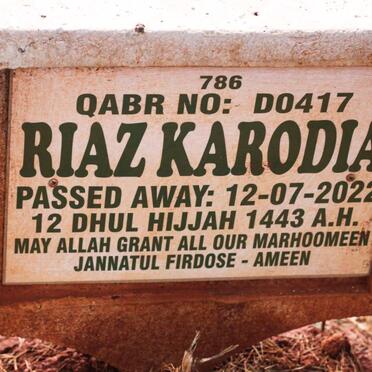 786
QABR NO: D0417
RIAZ KARODIA
PASSED AWAY: 12-07-2022
12 DHUL HIJJAH 1443 A.H.
MAY ALLAH GRANT ALL OUR MARHOOMEEN
JANNATUL FIRDOSE - AMEEN